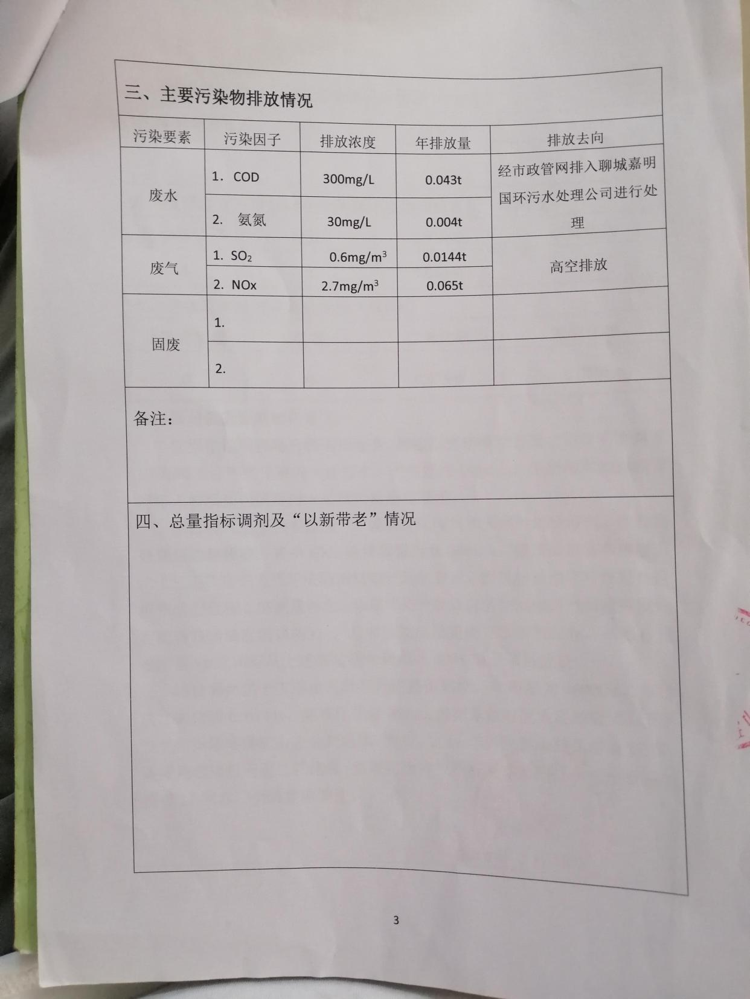 三、主要污染物排放情况
污染要素 污染因子 排放浓度 年排放量 排放去向
废水
1. COD 300mg/L 0.043t
2. 氨氮 30mg/L 0.004t
经市政管网排入聊城嘉明
国环污水处理公司进行处
理
废气
1. SO₂ 0.6mg/m³ 0.0144t
2. NOx 2.7mg/m³ 0.065t
高空排放
固废
1.
2.
备注：
四、总量指标调剂及“以新带老”情况
3